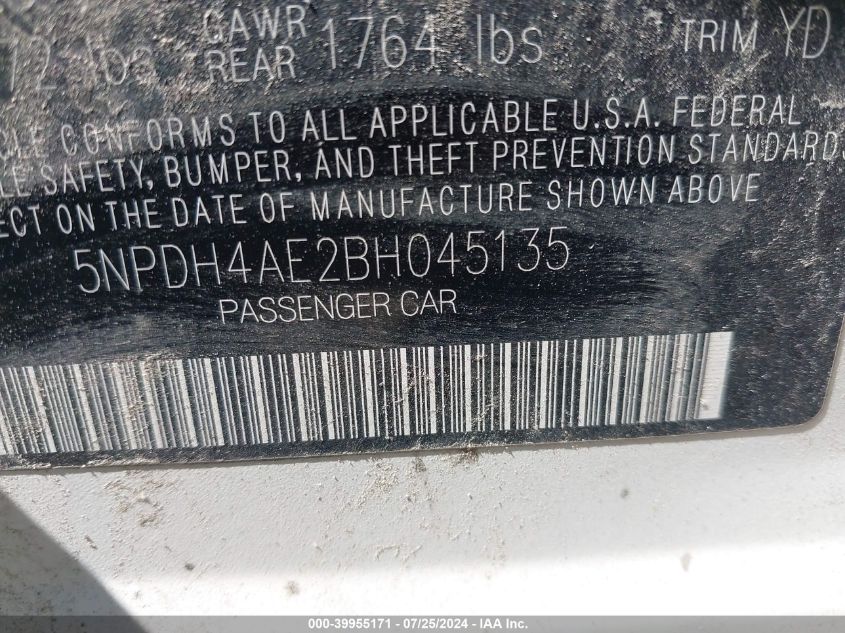 GAWR REAR 1764 lbs TRIM YD
CONFORMS TO ALL APPLICABLE U.S.A. FEDERAL
SAFETY, BUMPER, AND THEFT PREVENTION STANDARDS
ECT ON THE DATE OF MANUFACTURE SHOWN ABOVE
5NPDH4AE2BH045135
PASSENGER CAR
000-39955171 - 07/25/2024 - IAA Inc.